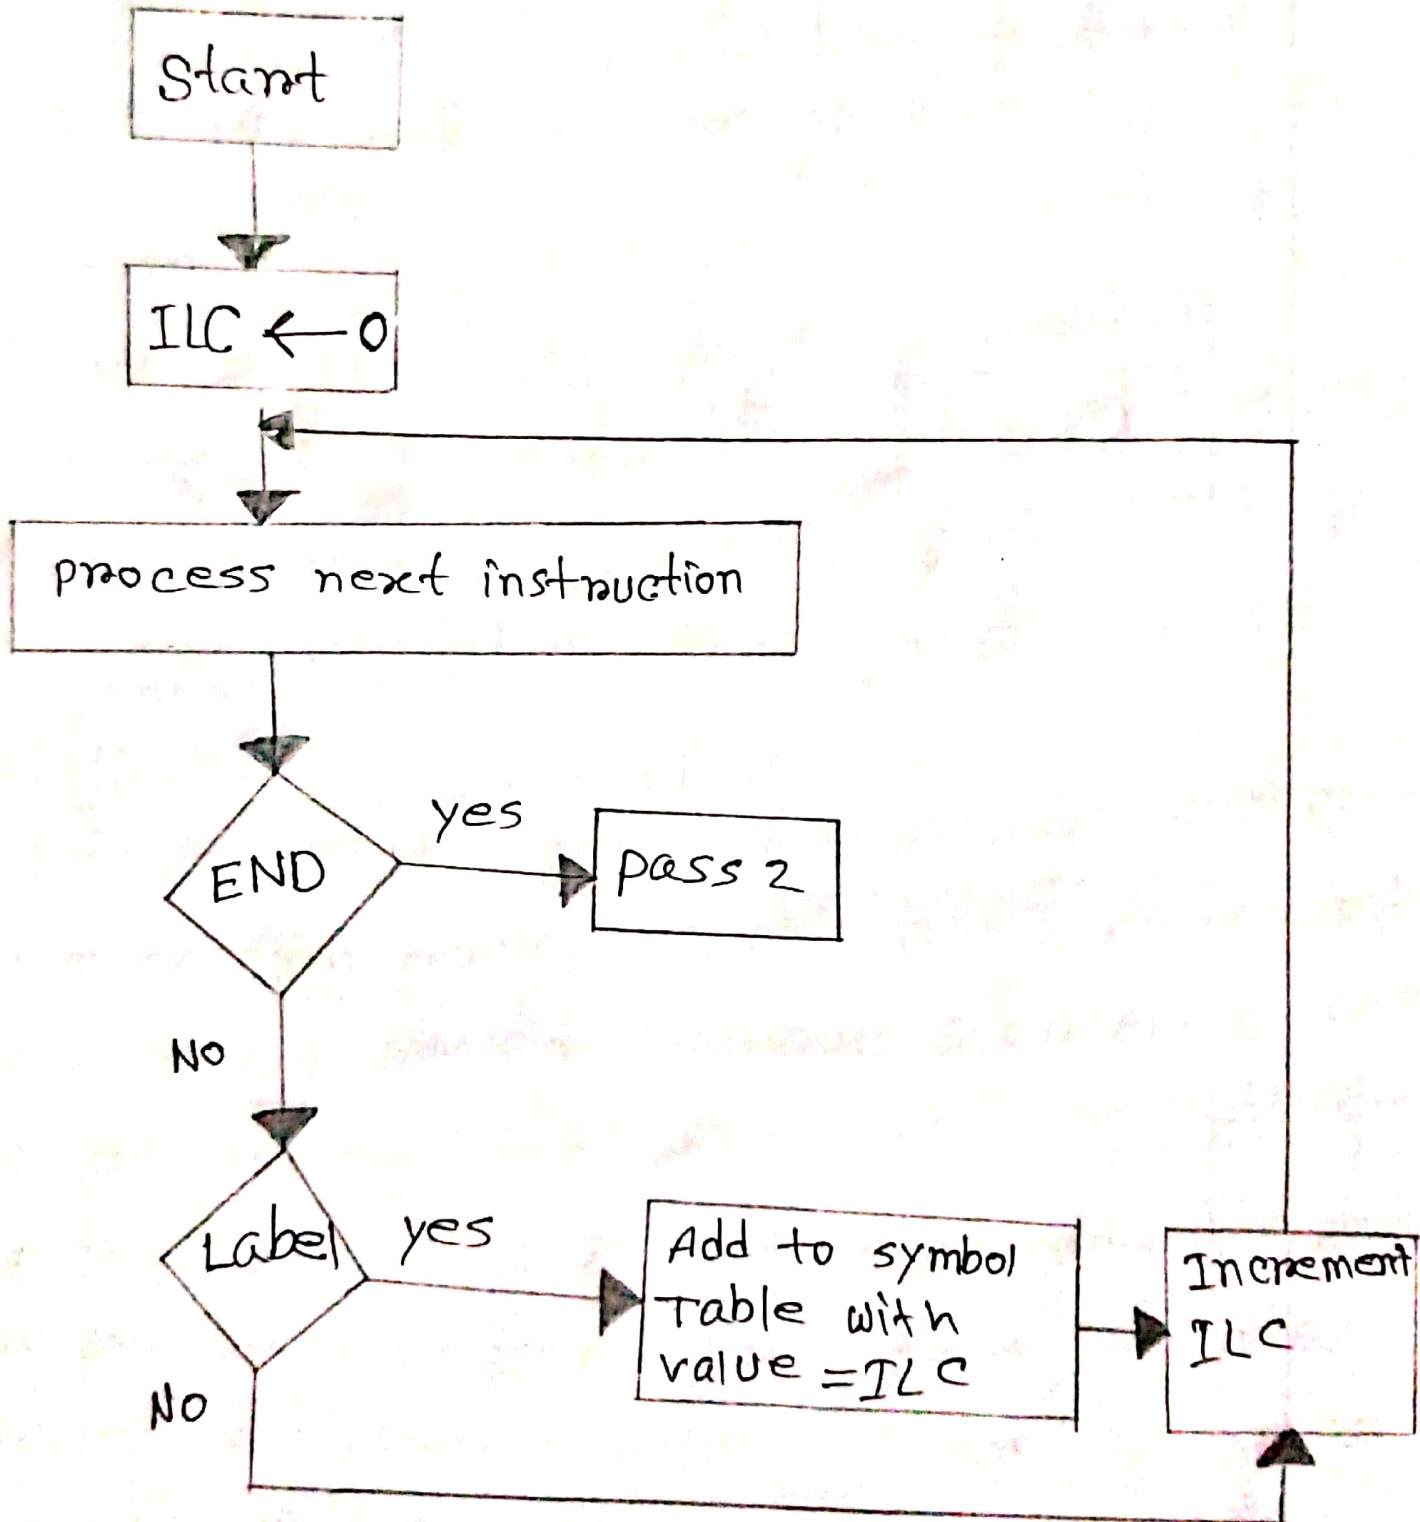 Start
ILC ← 0
process next instruction
yes
END
pass 2
NO
Label
yes
Add to symbol
Table with
value = ILC
Increment
ILC
NO